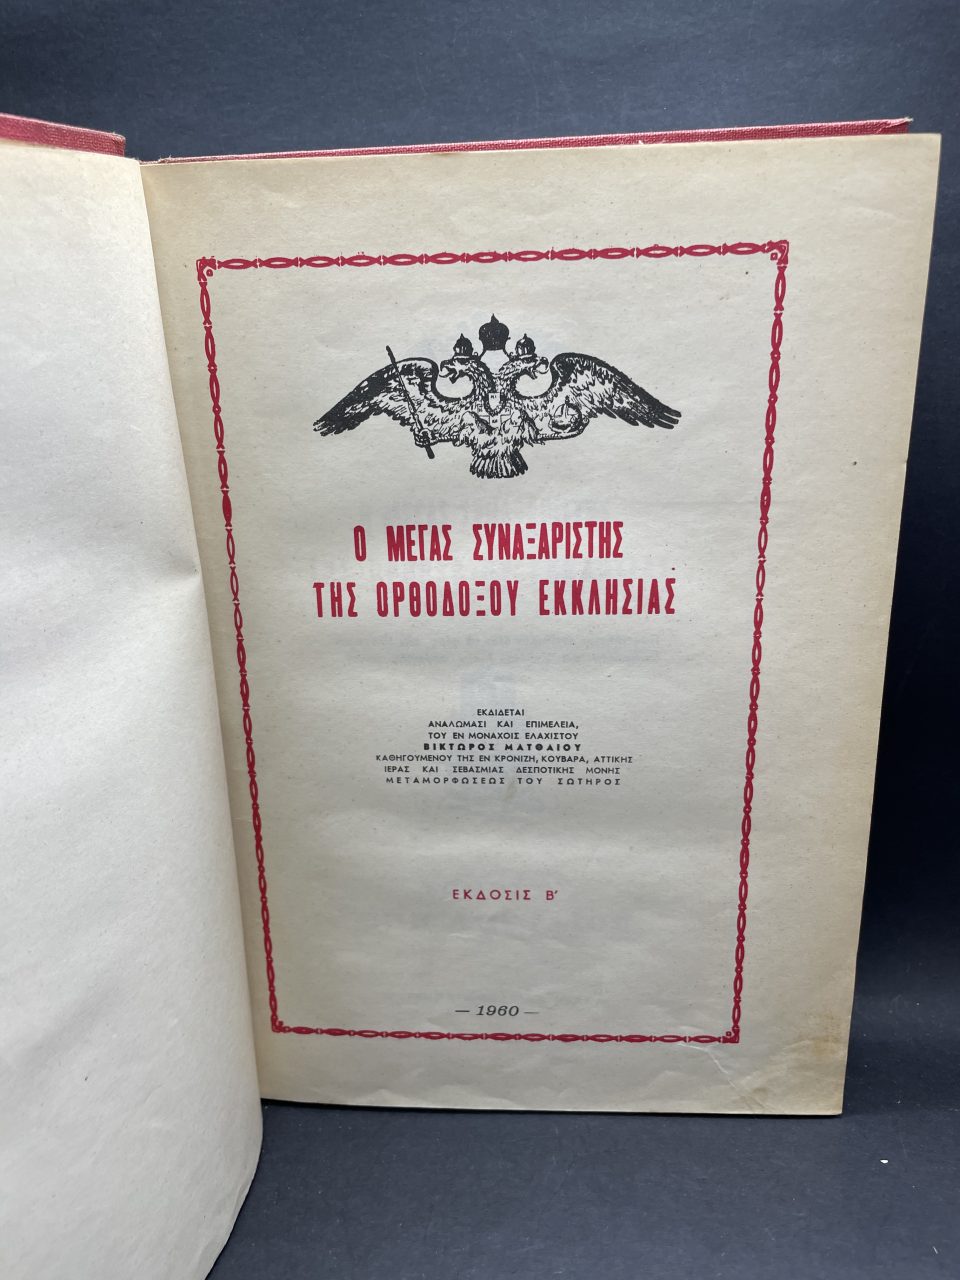 Ο ΜΕΓΑΣ ΣΥΝΑΞΑΡΙΣΤΗΣ
ΤΗΣ ΟΡΘΟΔΟΞΟΥ ΕΚΚΛΗΣΙΑΣ
ΕΚΔΙΔΕΤΑΙ
ΑΝΑΛΩΜΑΣΙ ΚΑΙ ΕΠΙΜΕΛΕΙΑ,
ΤΟΥ ΕΝ ΜΟΝΑΧΟΙΣ ΕΛΑΧΙΣΤΟΥ
ΒΙΚΤΩΡΟΣ ΜΑΤΘΑΙΟΥ
ΚΑΘΗΓΟΥΜΕΝΟΥ ΤΗΣ ΕΝ ΚΡΟΝΙΖΗ, ΚΟΥΒΑΡΑ, ΑΤΤΙΚΗΣ
ΙΕΡΑΣ ΚΑΙ ΣΕΒΑΣΜΙΑΣ ΔΕΣΠΟΤΙΚΗΣ ΜΟΝΗΣ
ΜΕΤΑΜΟΡΦΩΣΕΩΣ ΤΟΥ ΣΩΤΗΡΟΣ
ΕΚΔΟΣΙΣ Β'
— 1960 —